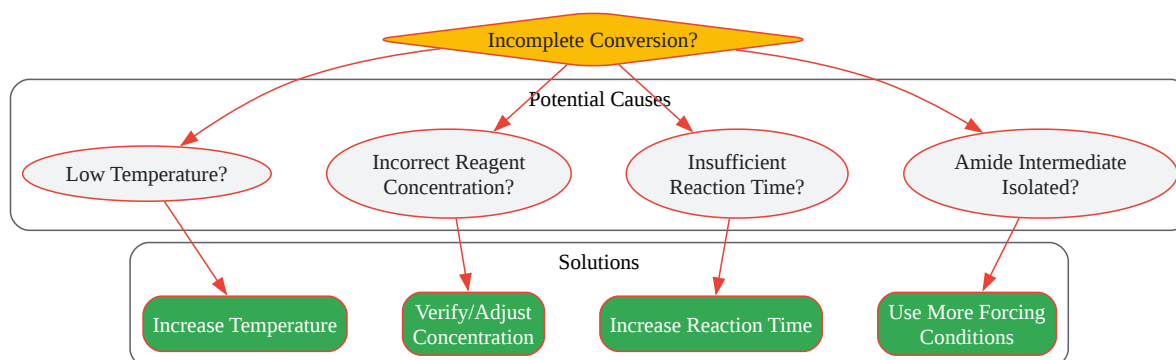 Incomplete Conversion?
Potential Causes
Low Temperature?
Incorrect Reagent
Concentration?
Insufficient
Reaction Time?
Amide Intermediate
Isolated?
Solutions
Increase Temperature
Verify/Adjust
Concentration
Increase Reaction Time
Use More Forcing
Conditions